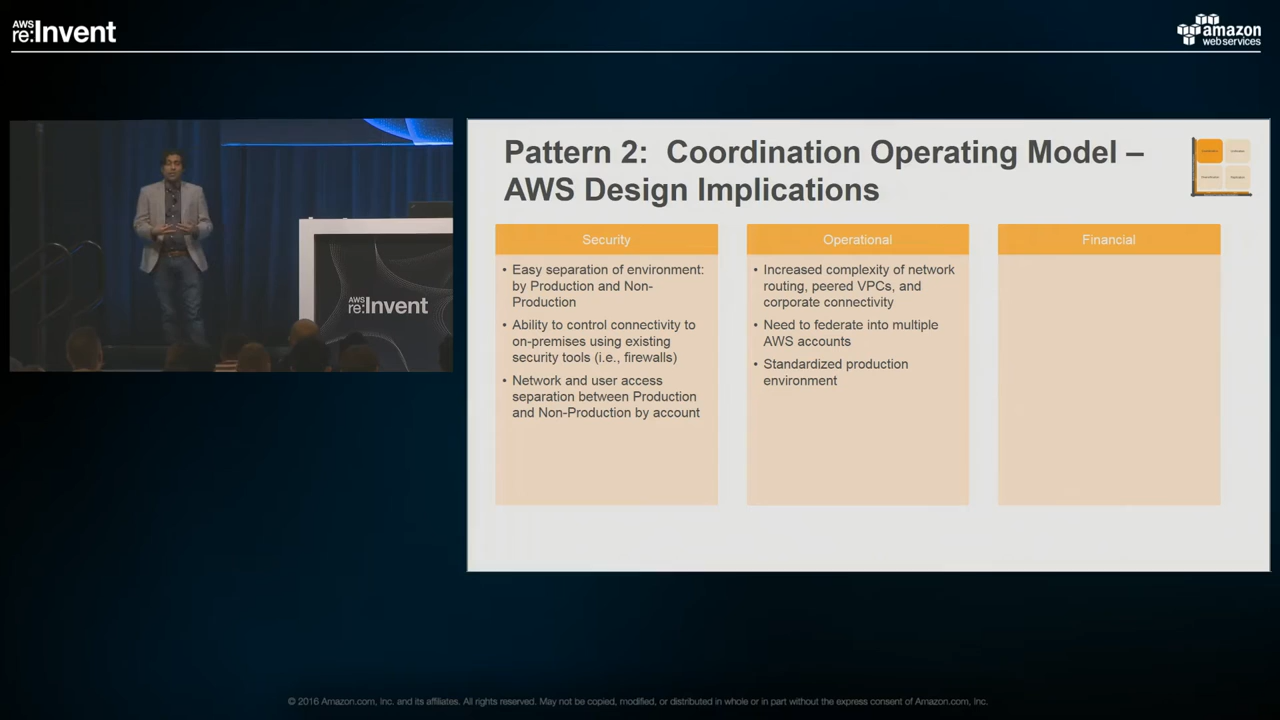 AWS
re:Invent
amazon
web services
Pattern 2: Coordination Operating Model –
AWS Design Implications
Security
• Easy separation of environment:
by Production and Non-
Production
• Ability to control connectivity to
on-premises using existing
security tools (i.e., firewalls)
• Network and user access
separation between Production
and Non-Production by account
Operational
• Increased complexity of network
routing, peered VPCs, and
corporate connectivity
• Need to federate into multiple
AWS accounts
• Standardized production
environment
Financial
AWS
re:Invent
© 2016 Amazon.com, Inc. and its affiliates. All rights reserved. May not be copied, modified, or distributed in whole or in part without the express consent of Amazon.com, Inc.